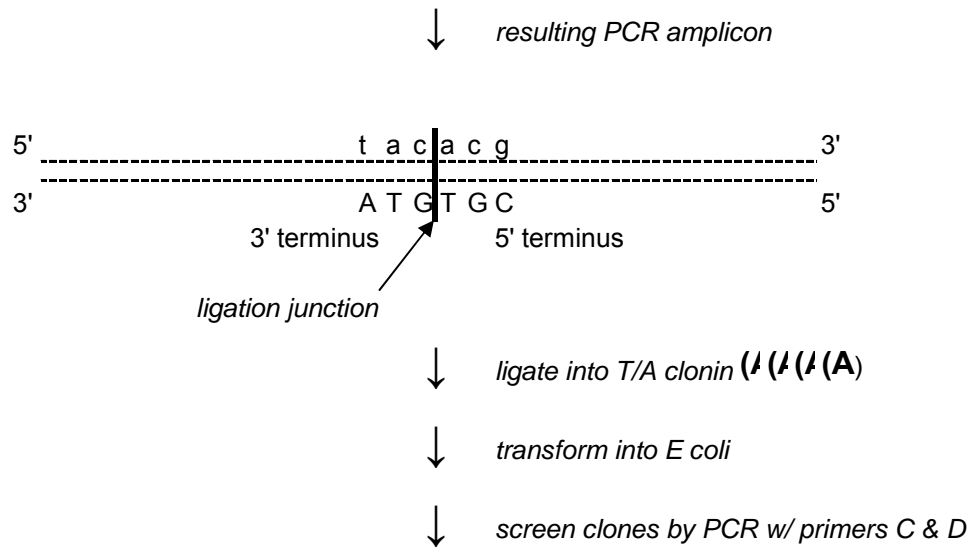 resulting PCR amplicon
5' t a c a c g 3'
3' A T G T G C 5'
3' terminus 5' terminus
ligation junction
ligate into T/A clonin (A)
transform into E coli
screen clones by PCR w/ primers C & D